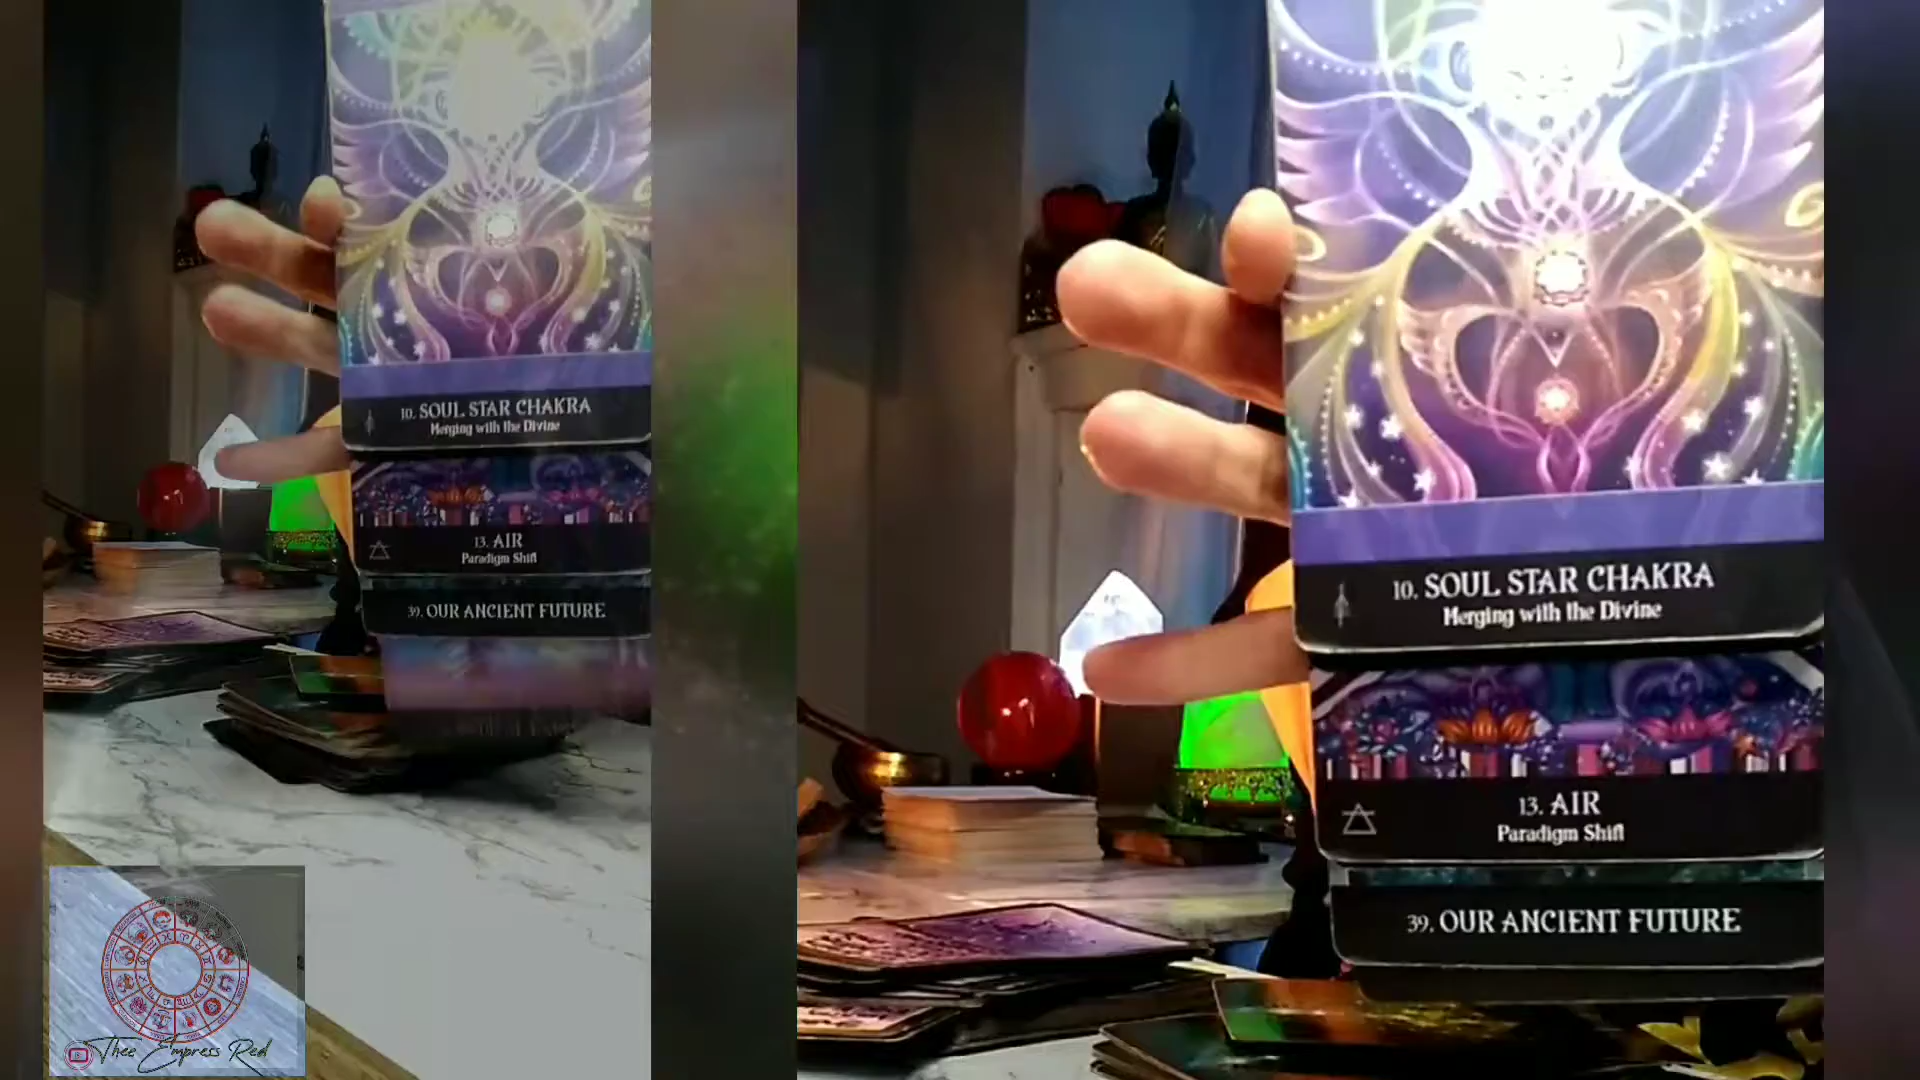 10. SOUL STAR CHAKRA
Merging with the Divine
13. AIR
Paradigm Shift
39. OUR ANCIENT FUTURE
10. SOUL STAR CHAKRA
Merging with the Divine
13. AIR
Paradigm Shift
39. OUR ANCIENT FUTURE
Thee Empress Red